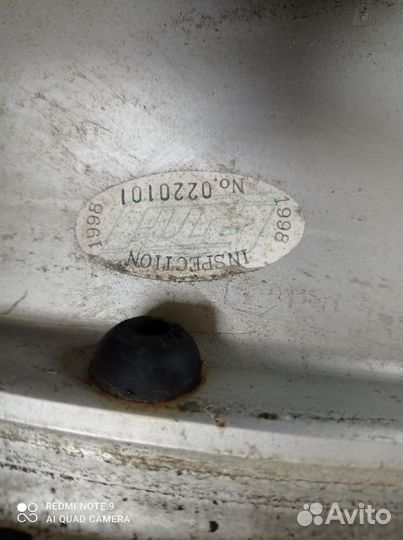 No. 0220101
1998
1998
INSPECTION
REDMI NOTE 9
AI QUAD CAMERA
Avito